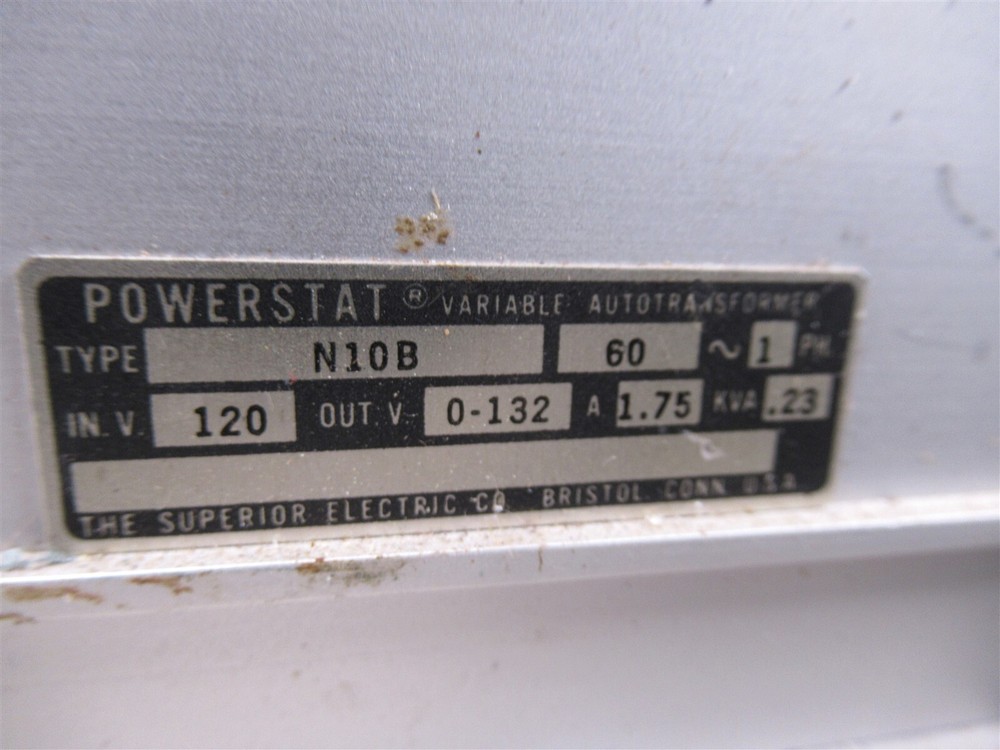 POWERSTAT ® VARIABLE AUTOTRANSFORMER
TYPE N10B 60 ~ 1 PH.
IN. V. 120 OUT. V. 0-132 A 1.75 KVA .23
THE SUPERIOR ELECTRIC CO. BRISTOL. CONN. U.S.A.